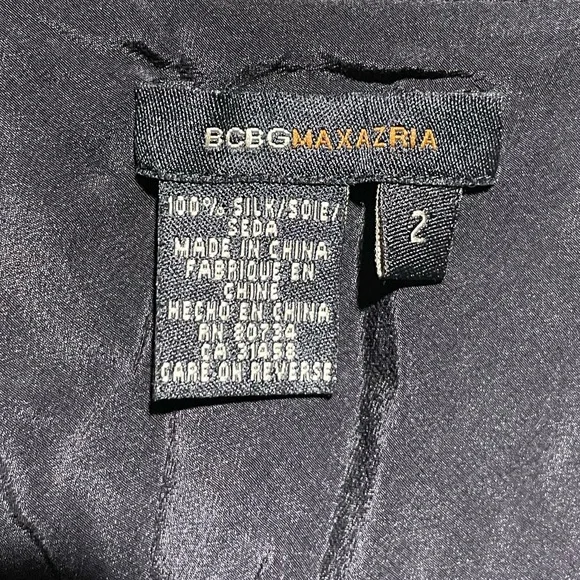 BCBGMAXAZRIA
2
100% SILK/SOIE/
SEDA
MADE IN CHINA
FABRIQUE EN
CHINE
HECHO EN CHINA
RN 80734
CA 31458
CARE ON REVERSE